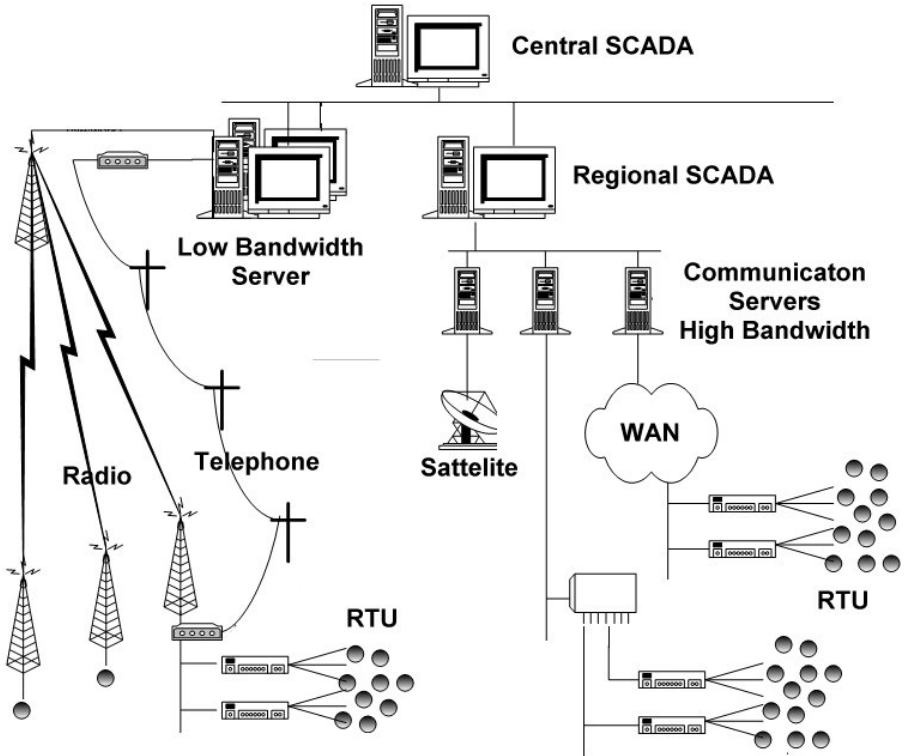 Central SCADA
Regional SCADA
Low Bandwidth
Server
Communicaton
Servers
High Bandwidth
WAN
Sattelite
Radio
Telephone
RTU
RTU